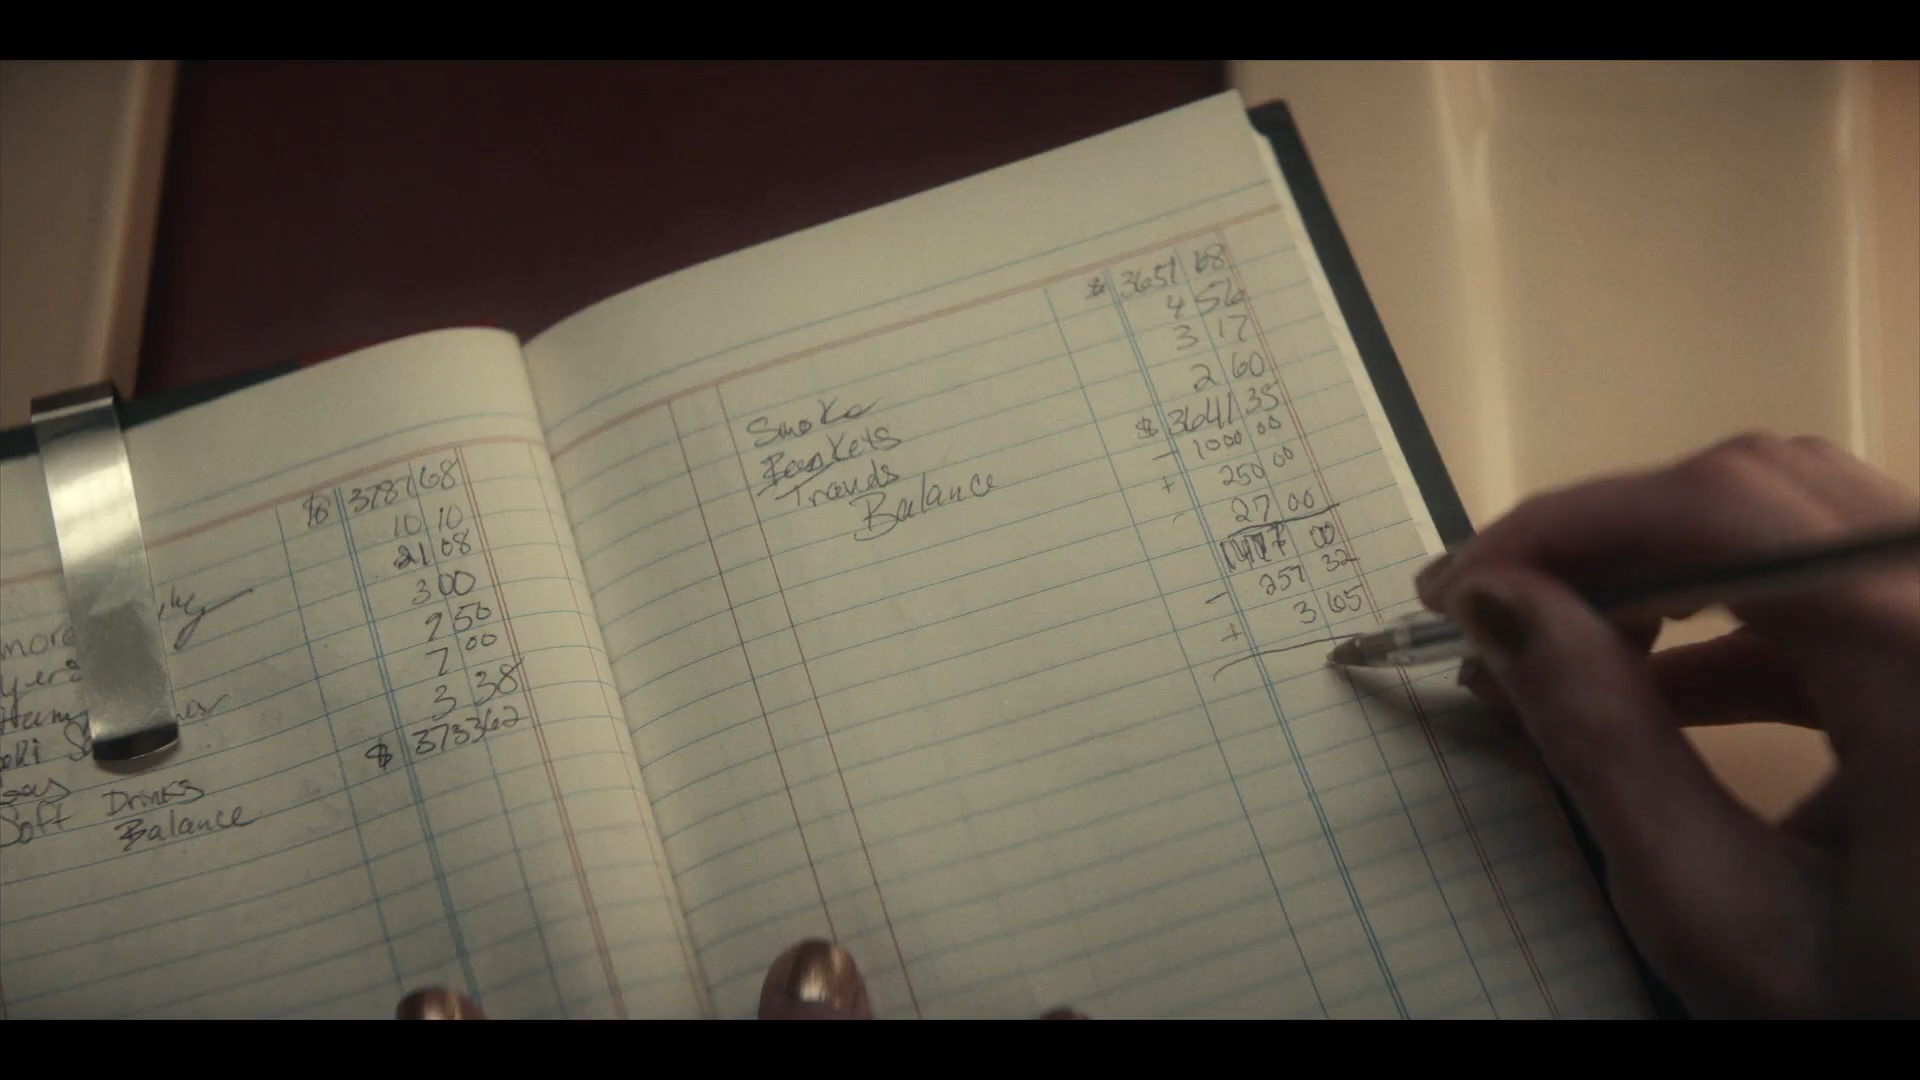 $ 3787 68
10 10
21 08
3 00
9 50
7 00
Soft Drinks 3 38
Balance $ 3733 62
$ 3651 68
Smoke 4 56
3 17
Travels 2 60
Balance $ 3641 35
- 1000 00
+ 250 00
27 00
00
- 257 32
+ 3 65